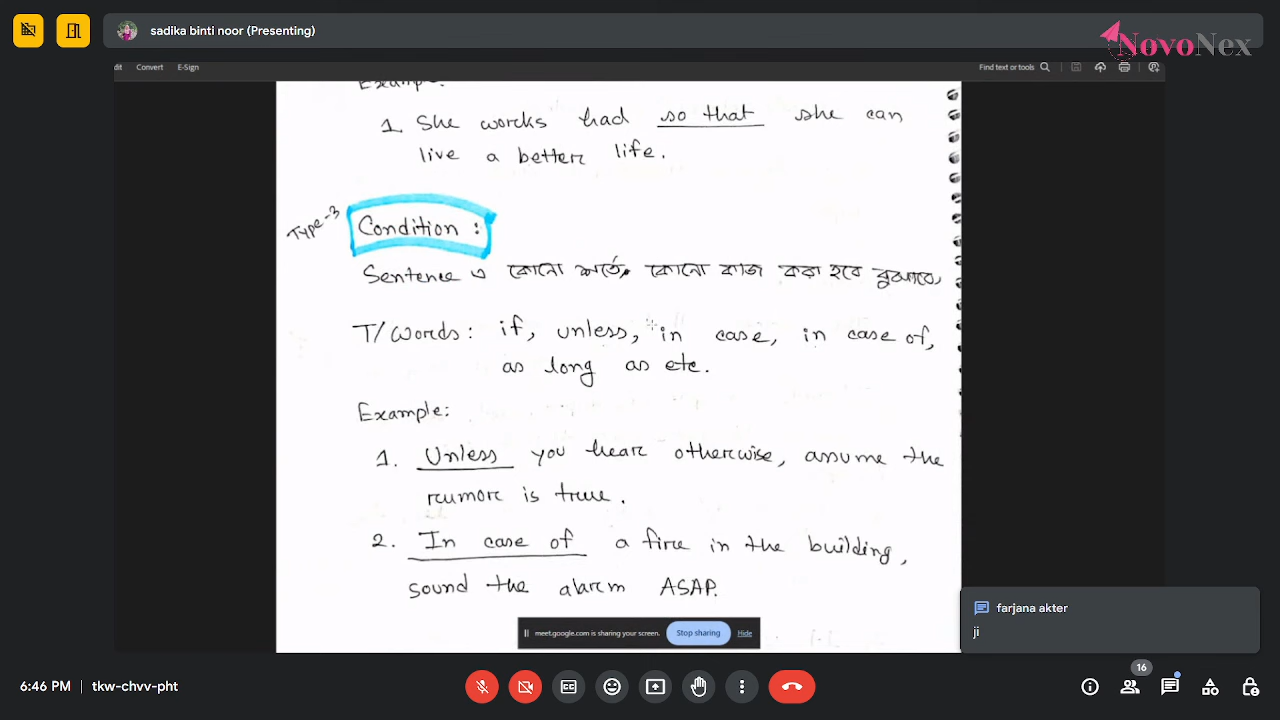 sadika binti noor (Presenting)
NovoNex
dit Convert E-Sign
Find text or tools
Example:
1. She works had so that she can
live a better life.
Type-3
Condition :
Sentence এ কোনো শর্তে কোনো কাজ করা হবে বুঝাবে
T/Words: if, unless, in case, in case of,
as long as etc.
Example:
1. Unless you hear otherwise, assume the
rumor is true.
2. In case of a fire in the building,
sound the alarm ASAP.
meet.google.com is sharing your screen. Stop sharing Hide
farjana akter
ji
6:46 PM | tkw-chvv-pht
16